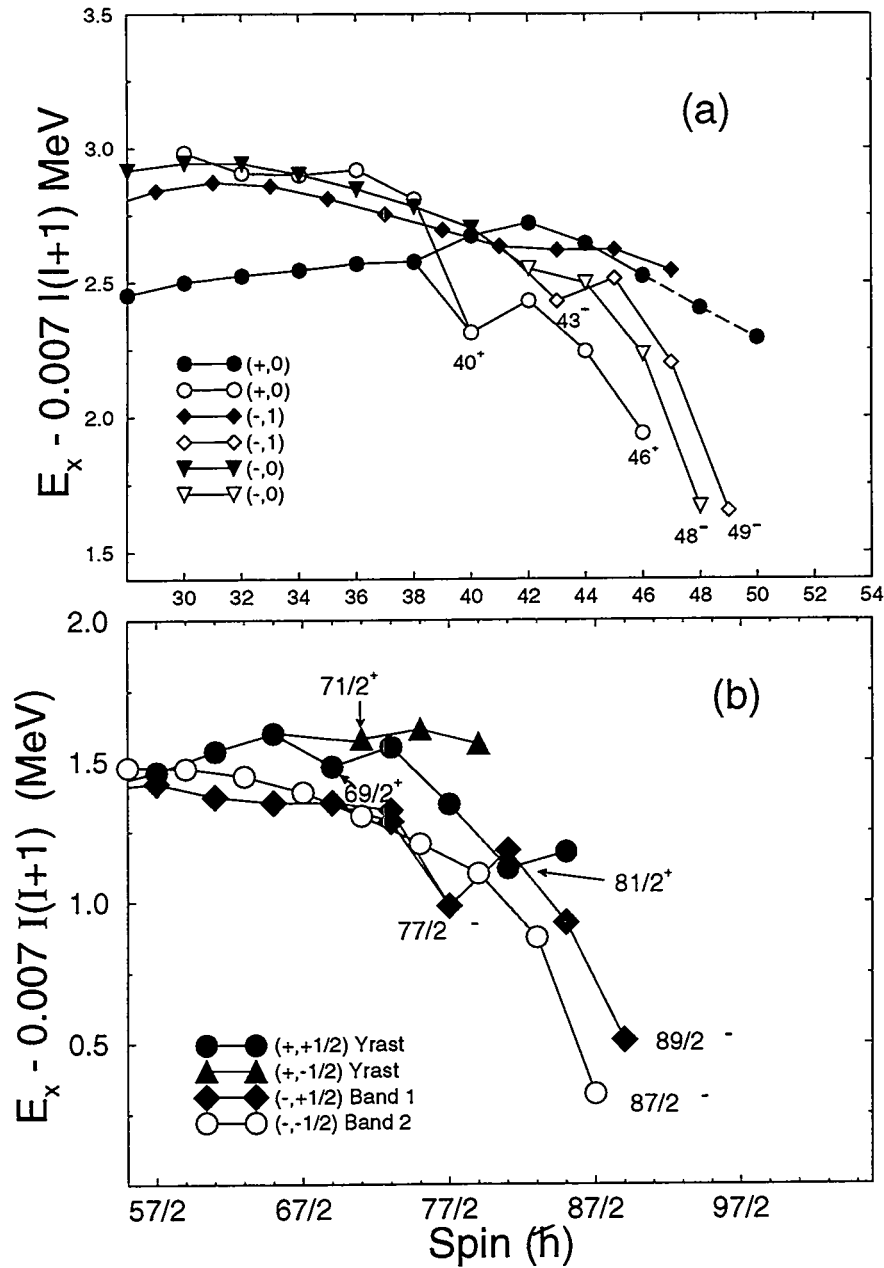 3.5
(a)
3.0
2.5
2.0
1.5
E_x - 0.007 I(I+1) MeV
43⁻
40⁺
46⁺
48⁻
49⁻
(+,0)
(+,0)
(-,1)
(-,1)
(-,0)
(-,0)
30 32 34 36 38 40 42 44 46 48 50 52 54
2.0
(b)
1.5
1.0
0.5
E_x - 0.007 I(I+1) (MeV)
71/2⁺
69/2⁺
81/2⁺
77/2⁻
89/2⁻
87/2⁻
(+,+1/2) Yrast
(+,-1/2) Yrast
(-,+1/2) Band 1
(-,-1/2) Band 2
57/2 67/2 77/2 87/2 97/2
Spin (ħ)